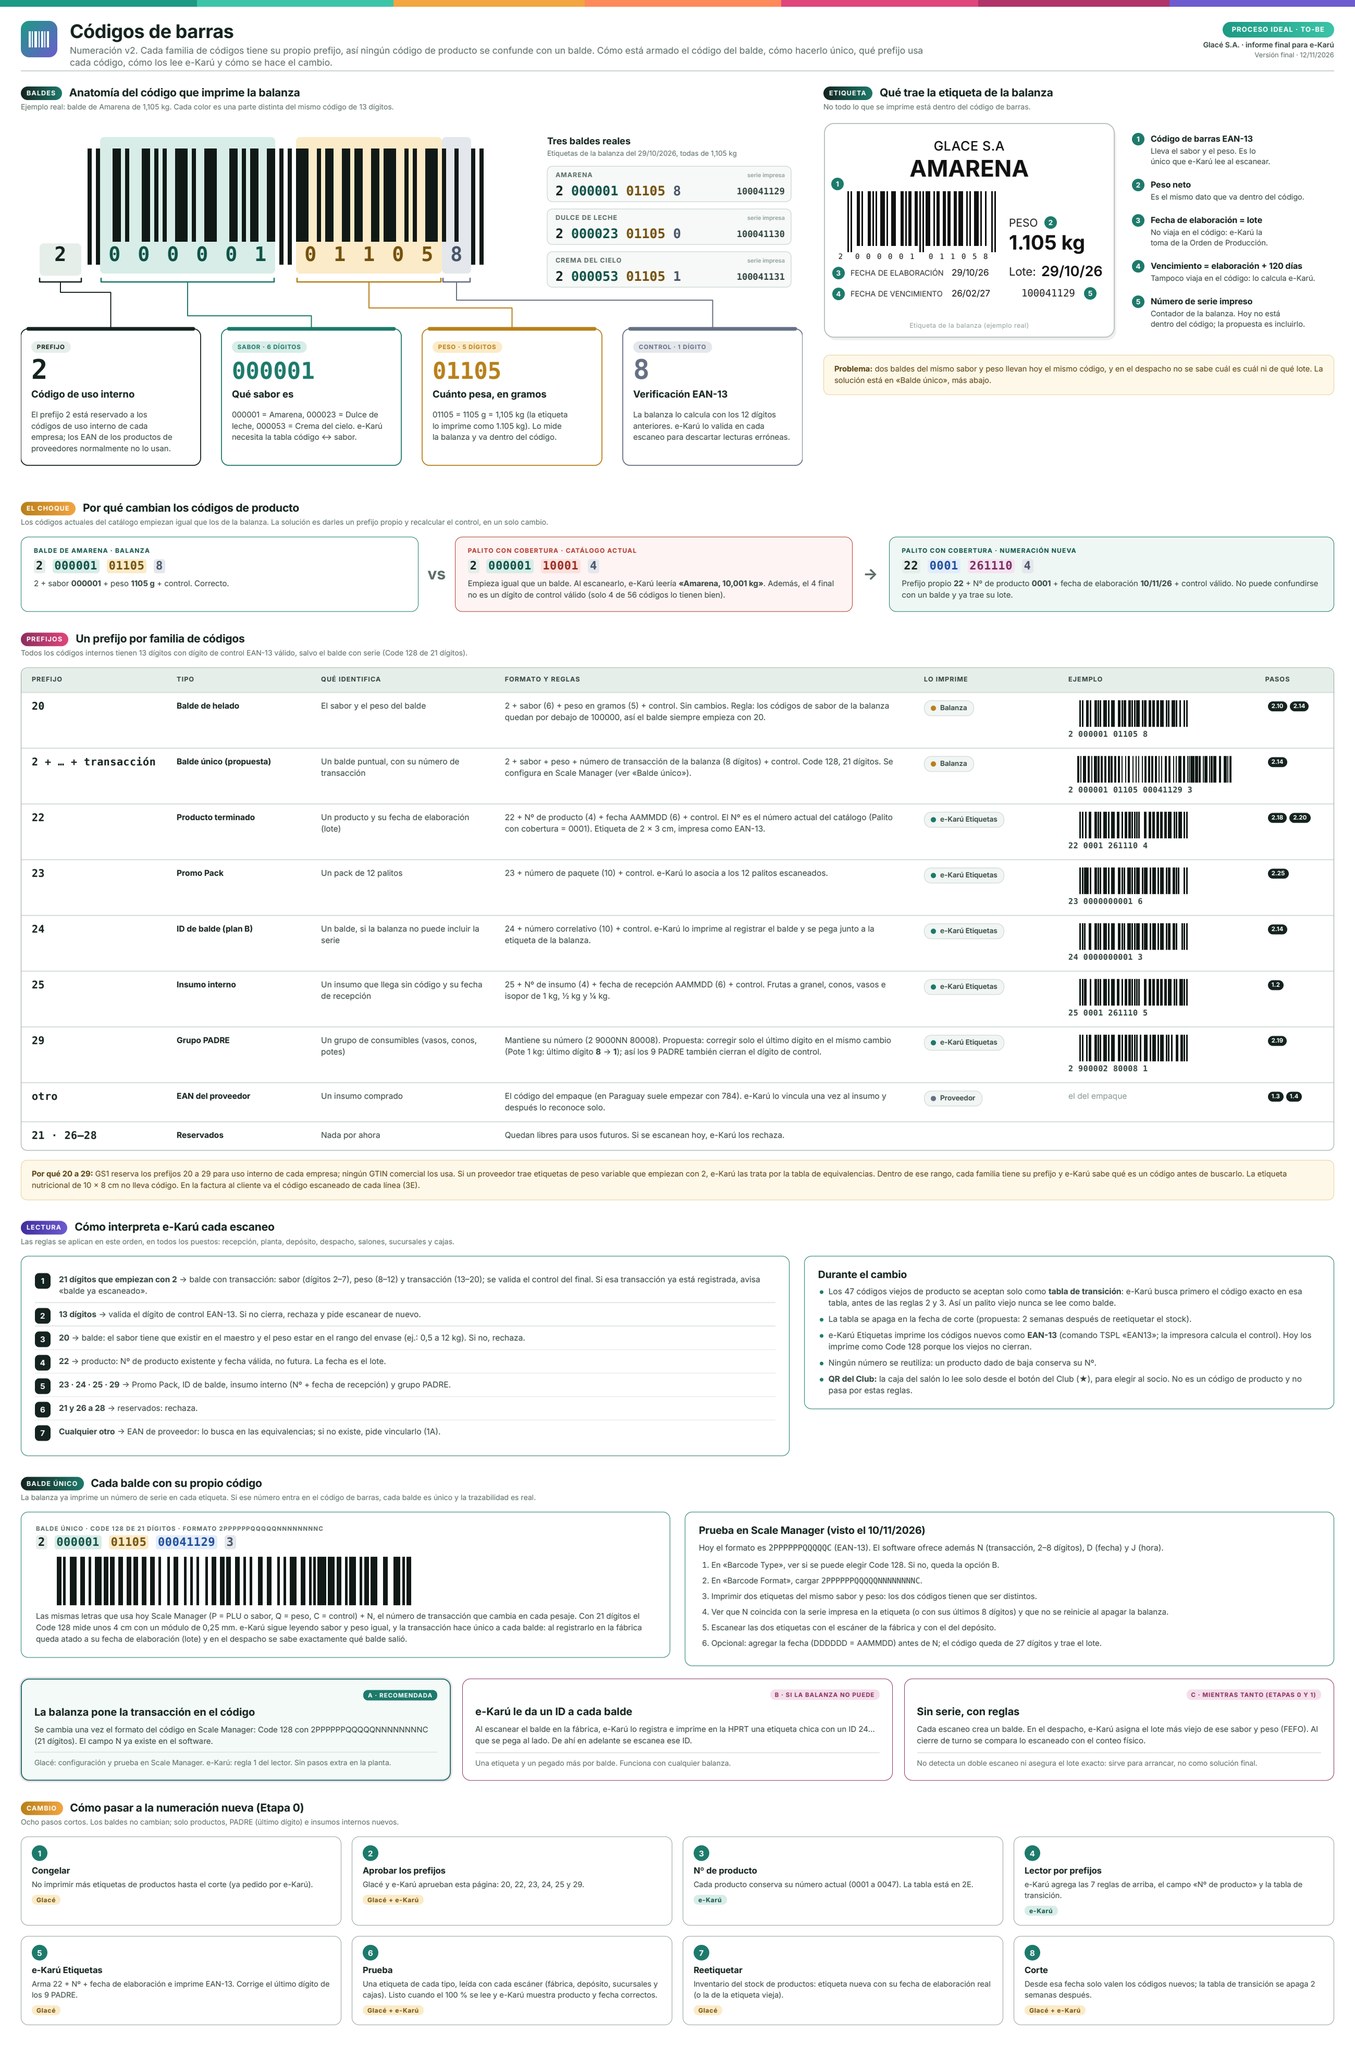 Códigos de barras
Numeración v2. Cada familia de códigos tiene su propio prefijo, así ningún código de producto se confunde con un balde. Cómo está armado el código del balde, cómo hacerlo único, qué prefijo usa
cada código, cómo los lee e-Karú y cómo se hace el cambio.
PROCESO IDEAL · TO-BE
Glacé S.A. · informe final para e-Karú
Versión final · 12/11/2026
BALDES Anatomía del código que imprime la balanza
Ejemplo real: balde de Amarena de 1,105 kg. Cada color es una parte distinta del mismo código de 13 dígitos.
2 0 0 0 0 0 1 0 1 1 0 5 8
Tres baldes reales
Etiquetas de la balanza del 29/10/2026, todas de 1,105 kg
AMARENA serie impresa
2 000001 01105 8 100041129
DULCE DE LECHE serie impresa
2 000023 01105 0 100041130
CREMA DEL CIELO serie impresa
2 000053 01105 1 100041131
PREFIJO
2
Código de uso interno
El prefijo 2 está reservado a los
códigos de uso interno de cada
empresa; los EAN de los productos de
proveedores normalmente no lo usan.
SABOR · 6 DÍGITOS
000001
Qué sabor es
000001 = Amarena, 000023 = Dulce de
leche, 000053 = Crema del cielo. e-Karú
necesita la tabla código ↔ sabor.
PESO · 5 DÍGITOS
01105
Cuánto pesa, en gramos
01105 = 1105 g = 1,105 kg (la etiqueta
lo imprime como 1.105 kg). Lo mide
la balanza y va dentro del código.
CONTROL · 1 DÍGITO
8
Verificación EAN-13
La balanza lo calcula con los 12 dígitos
anteriores. e-Karú lo valida en cada
escaneo para descartar lecturas erróneas.
ETIQUETA Qué trae la etiqueta de la balanza
No todo lo que se imprime está dentro del código de barras.
GLACE S.A
AMARENA
1
2 000001 011058
PESO 2
1.105 kg
3 FECHA DE ELABORACIÓN 29/10/26
Lote: 29/10/26
4 FECHA DE VENCIMIENTO 26/02/27
100041129 5
Etiqueta de la balanza (ejemplo real)
1 Código de barras EAN-13
Lleva el sabor y el peso. Es lo
único que e-Karú lee al escanear.
2 Peso neto
Es el mismo dato que va dentro del código.
3 Fecha de elaboración = lote
No viaja en el código: e-Karú la
toma de la Orden de Producción.
4 Vencimiento = elaboración + 120 días
Tampoco viaja en el código: lo calcula e-Karú.
5 Número de serie impreso
Contador de la balanza. Hoy no está
dentro del código; la propuesta es incluirlo.
Problema: dos baldes del mismo sabor y peso llevan hoy el mismo código, y en el despacho no se sabe cuál es cuál ni de qué lote. La
solución está en «Balde único», más abajo.
EL CHOQUE Por qué cambian los códigos de producto
Los códigos actuales del catálogo empiezan igual que los de la balanza. La solución es darles un prefijo propio y recalcular el control, en un solo cambio.
BALDE DE AMARENA · BALANZA
2 000001 01105 8
2 + sabor 000001 + peso 1105 g + control. Correcto.
VS
PALITO CON COBERTURA · CATÁLOGO ACTUAL
2 000001 10001 4
Empieza igual que un balde. Al escanearlo, e-Karú leería «Amarena, 10,001 kg». Además, el 4 final
no es un dígito de control válido (solo 4 de 56 códigos lo tienen bien).
→
PALITO CON COBERTURA · NUMERACIÓN NUEVA
22 0001 261110 4
Prefijo propio 22 + Nº de producto 0001 + fecha de elaboración 10/11/26 + control válido. No puede confundirse
con un balde y ya trae su lote.
PREFIJOS Un prefijo por familia de códigos
Todos los códigos internos tienen 13 dígitos con dígito de control EAN-13 válido, salvo el balde con serie (Code 128 de 21 dígitos).
PREFIJO TIPO QUÉ IDENTIFICA FORMATO Y REGLAS LO IMPRIME EJEMPLO PASOS
20 Balde de helado El sabor y el peso del balde 2 + sabor (6) + peso en gramos (5) + control. Sin cambios. Regla: los códigos de sabor de la balanza
quedan por debajo de 100000, así el balde siempre empieza con 20. Balanza 2 000001 01105 8 2.10 2.14
2 + … + transacción Balde único (propuesta) Un balde puntual, con su número de
transacción 2 + sabor + peso + número de transacción de la balanza (8 dígitos) + control. Code 128, 21 dígitos. Se
configura en Scale Manager (ver «Balde único»). Balanza 2 000001 01105 00041129 3 2.14
22 Producto terminado Un producto y su fecha de elaboración
(lote) 22 + Nº de producto (4) + fecha AAMMDD (6) + control. El Nº es el número actual del catálogo (Palito
con cobertura = 0001). Etiqueta de 2 × 3 cm, impresa como EAN-13. e-Karú Etiquetas 22 0001 261110 4 2.18 2.20
23 Promo Pack Un pack de 12 palitos 23 + número de paquete (10) + control. e-Karú lo asocia a los 12 palitos escaneados. e-Karú Etiquetas 23 0000000001 6 2.25
24 ID de balde (plan B) Un balde, si la balanza no puede incluir la
serie 24 + número correlativo (10) + control. e-Karú lo imprime al registrar el balde y se pega junto a la
etiqueta de la balanza. e-Karú Etiquetas 24 0000000001 3 2.14
25 Insumo interno Un insumo que llega sin código y su fecha
de recepción 25 + Nº de insumo (4) + fecha de recepción AAMMDD (6) + control. Frutas a granel, conos, vasos e
isopor de 1 kg, ½ kg y ¼ kg. e-Karú Etiquetas 25 0001 261110 5 1.2
29 Grupo PADRE Un grupo de consumibles (vasos, conos,
potes) Mantiene su número (2 9000NN 80008). Propuesta: corregir solo el último dígito en el mismo cambio
(Pote 1 kg: último dígito 8 → 1); así los 9 PADRE también cierran el dígito de control. e-Karú Etiquetas 2 900002 80008 1 2.19
otro EAN del proveedor Un insumo comprado El código del empaque (en Paraguay suele empezar con 784). e-Karú lo vincula una vez al insumo y
después lo reconoce solo. Proveedor el del empaque 1.3 1.4
21 · 26–28 Reservados Nada por ahora Quedan libres para usos futuros. Si se escanean hoy, e-Karú los rechaza.
Por qué 20 a 29: GS1 reserva los prefijos 20 a 29 para uso interno de cada empresa; ningún GTIN comercial los usa. Si un proveedor trae etiquetas de peso variable que empiezan con 2, e-Karú las trata por la tabla de equivalencias. Dentro de ese rango, cada familia tiene su prefijo y e-Karú sabe qué es un código antes de buscarlo. La etiqueta
nutricional de 10 × 8 cm no lleva código. En la factura al cliente va el código escaneado de cada línea (3E).
LECTURA Cómo interpreta e-Karú cada escaneo
Las reglas se aplican en este orden, en todos los puestos: recepción, planta, depósito, despacho, salones, sucursales y cajas.
1 21 dígitos que empiezan con 2 → balde con transacción: sabor (dígitos 2–7), peso (8–12) y transacción (13–20); se valida el control del final. Si esa transacción ya está registrada, avisa
«balde ya escaneado».
2 13 dígitos → valida el dígito de control EAN-13. Si no cierra, rechaza y pide escanear de nuevo.
3 20 → balde: el sabor tiene que existir en el maestro y el peso estar en el rango del envase (ej.: 0,5 a 12 kg). Si no, rechaza.
4 22 → producto: Nº de producto existente y fecha válida, no futura. La fecha es el lote.
5 23 · 24 · 25 · 29 → Promo Pack, ID de balde, insumo interno (Nº + fecha de recepción) y grupo PADRE.
6 21 y 26 a 28 → reservados: rechaza.
7 Cualquier otro → EAN de proveedor: lo busca en las equivalencias; si no existe, pide vincularlo (1A).
Durante el cambio
• Los 47 códigos viejos de producto se aceptan solo como tabla de transición: e-Karú busca primero el código exacto en esa
tabla, antes de las reglas 2 y 3. Así un palito viejo nunca se lee como balde.
• La tabla se apaga en la fecha de corte (propuesta: 2 semanas después de reetiquetar el stock).
• e-Karú Etiquetas imprime los códigos nuevos como EAN-13 (comando TSPL «EAN13»; la impresora calcula el control). Hoy los
imprime como Code 128 porque los viejos no cierran.
• Ningún número se reutiliza: un producto dado de baja conserva su Nº.
• QR del Club: la caja del salón lo lee solo desde el botón del Club (★), para elegir al socio. No es un código de producto y no
pasa por estas reglas.
BALDE ÚNICO Cada balde con su propio código
La balanza ya imprime un número de serie en cada etiqueta. Si ese número entra en el código de barras, cada balde es único y la trazabilidad es real.
BALDE ÚNICO · CODE 128 DE 21 DÍGITOS · FORMATO 2PPPPPPQQQQQNNNNNNNNC
2 000001 01105 00041129 3
Las mismas letras que usa hoy Scale Manager (P = PLU o sabor, Q = peso, C = control) + N, el número de transacción que cambia en cada pesaje. Con 21 dígitos el
Code 128 mide unos 4 cm con un módulo de 0,25 mm. e-Karú sigue leyendo sabor y peso igual, y la transacción hace único a cada balde: al registrarlo en la fábrica
queda atado a su fecha de elaboración (lote) y en el despacho se sabe exactamente qué balde salió.
Prueba en Scale Manager (visto el 10/11/2026)
Hoy el formato es 2PPPPPPQQQQQC (EAN-13). El software ofrece además N (transacción, 2–8 dígitos), D (fecha) y J (hora).
1. En «Barcode Type», ver si se puede elegir Code 128. Si no, queda la opción B.
2. En «Barcode Format», cargar 2PPPPPPQQQQQNNNNNNNNC.
3. Imprimir dos etiquetas del mismo sabor y peso: los dos códigos tienen que ser distintos.
4. Ver que N coincida con la serie impresa en la etiqueta (o con sus últimos 8 dígitos) y que no se reinicie al apagar la balanza.
5. Escanear las dos etiquetas con el escáner de la fábrica y con el del depósito.
6. Opcional: agregar la fecha (DDDDDD = AAMMDD) antes de N; el código queda de 27 dígitos y trae el lote.
A · RECOMENDADA
La balanza pone la transacción en el código
Se cambia una vez el formato del código en Scale Manager: Code 128 con 2PPPPPPQQQQQNNNNNNNNC
(21 dígitos). El campo N ya existe en el software.
Glacé: configuración y prueba en Scale Manager. e-Karú: regla 1 del lector. Sin pasos extra en la planta.
B · SI LA BALANZA NO PUEDE
e-Karú le da un ID a cada balde
Al escanear el balde en la fábrica, e-Karú lo registra e imprime en la HPRT una etiqueta chica con un ID 24…
que se pega al lado. De ahí en adelante se escanea ese ID.
Una etiqueta y un pegado más por balde. Funciona con cualquier balanza.
C · MIENTRAS TANTO (ETAPAS 0 Y 1)
Sin serie, con reglas
Cada escaneo crea un balde. En el despacho, e-Karú asigna el lote más viejo de ese sabor y peso (FEFO). Al
cierre de turno se compara lo escaneado con el conteo físico.
No detecta un doble escaneo ni asegura el lote exacto: sirve para arrancar, no como solución final.
CAMBIO Cómo pasar a la numeración nueva (Etapa 0)
Ocho pasos cortos. Los baldes no cambian; solo productos, PADRE (último dígito) e insumos internos nuevos.
1
Congelar
No imprimir más etiquetas de productos hasta el corte (ya pedido por e-Karú).
Glacé
2
Aprobar los prefijos
Glacé y e-Karú aprueban esta página: 20, 22, 23, 24, 25 y 29.
Glacé + e-Karú
3
Nº de producto
Cada producto conserva su número actual (0001 a 0047). La tabla está en 2E.
e-Karú
4
Lector por prefijos
e-Karú agrega las 7 reglas de arriba, el campo «Nº de producto» y la tabla de
transición.
e-Karú
5
e-Karú Etiquetas
Arma 22 + Nº + fecha de elaboración e imprime EAN-13. Corrige el último dígito de
los 9 PADRE.
Glacé
6
Prueba
Una etiqueta de cada tipo, leída con cada escáner (fábrica, depósito, sucursales y
cajas). Listo cuando el 100 % se lee y e-Karú muestra producto y fecha correctos.
Glacé + e-Karú
7
Reetiquetar
Inventario del stock de productos: etiqueta nueva con su fecha de elaboración real
(o la de la etiqueta vieja).
Glacé
8
Corte
Desde esa fecha solo valen los códigos nuevos; la tabla de transición se apaga 2
semanas después.
Glacé + e-Karú